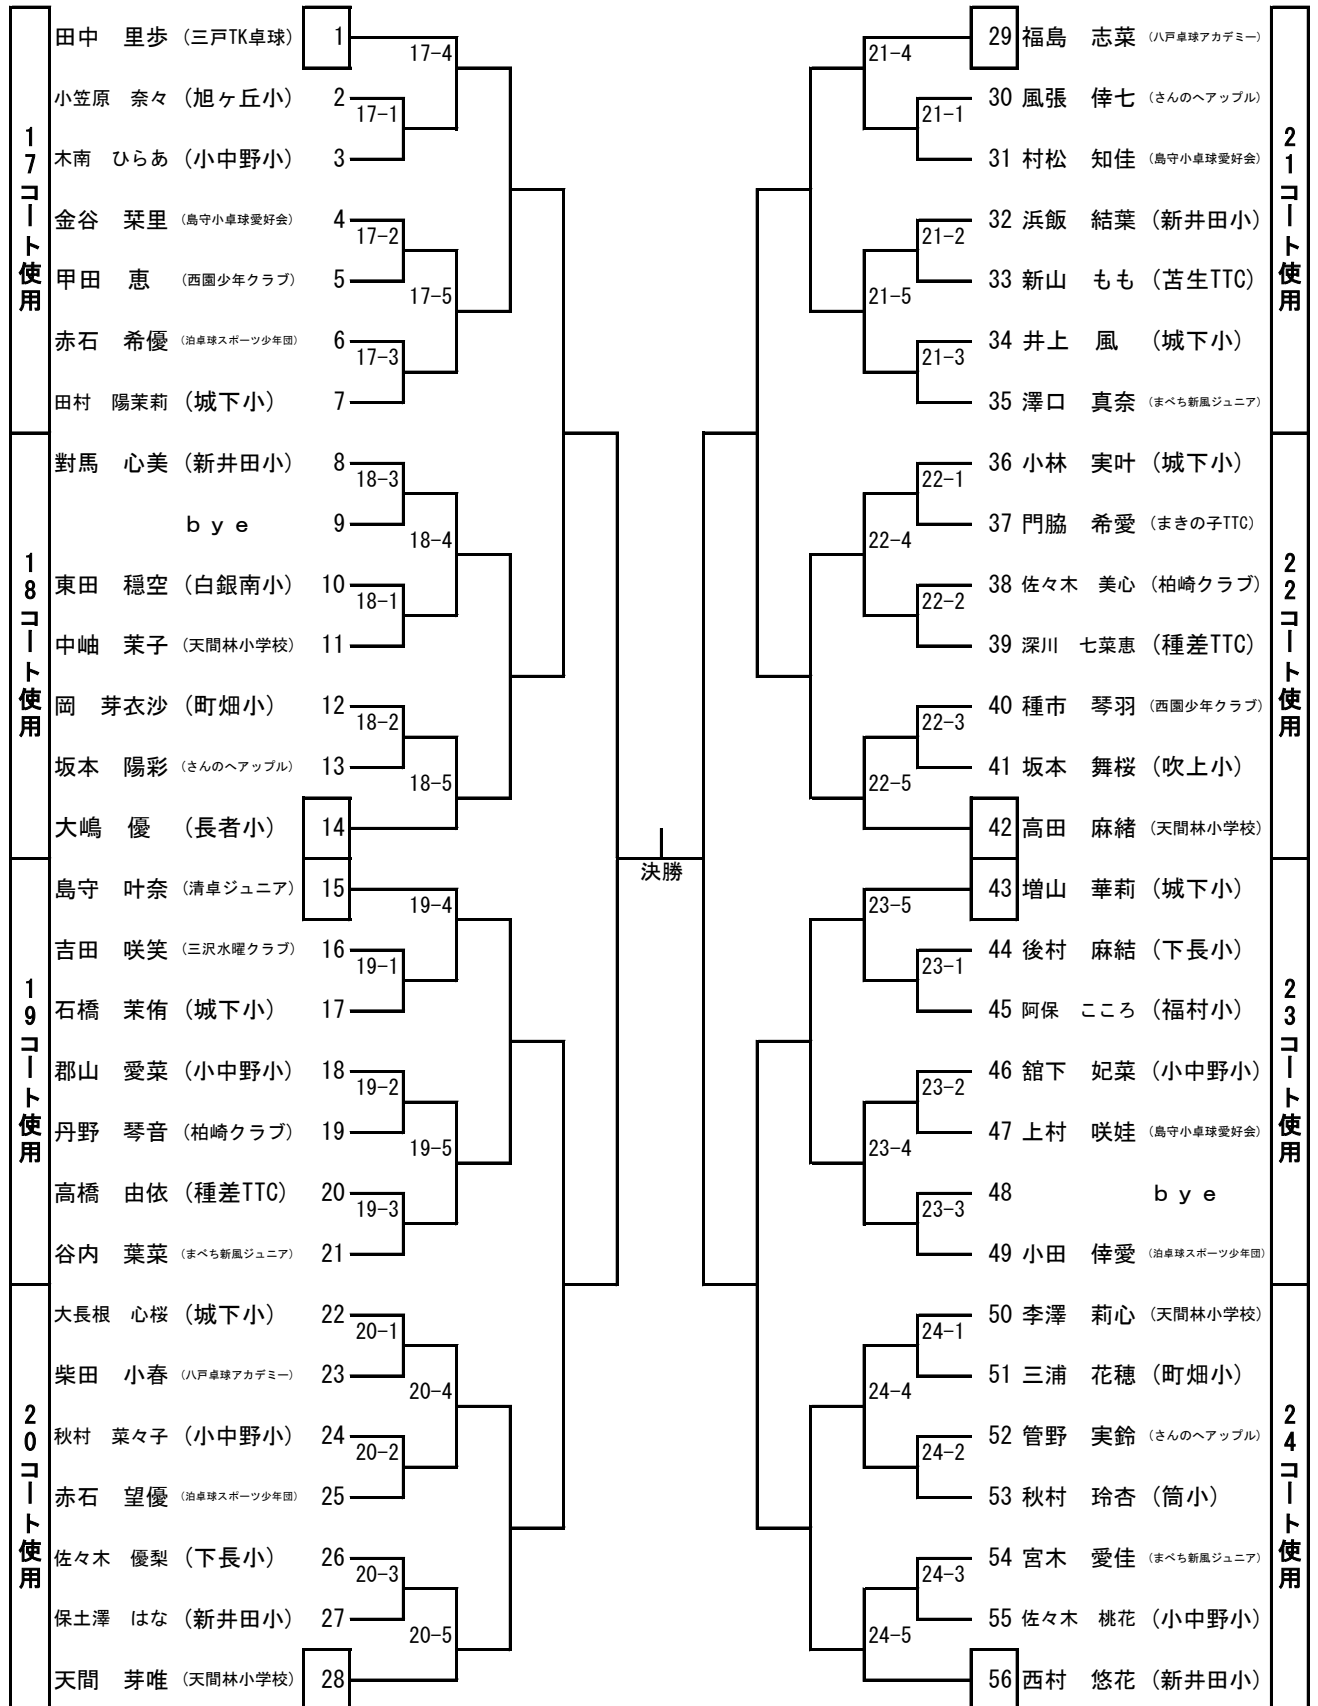 17コート使用
田中　里歩 (三戸TK卓球) 1
17-4
小笠原　奈々 (旭ヶ丘小) 2
17-1
木南　ひらあ (小中野小) 3
金谷　栞里 (島守小卓球愛好会) 4
17-2
甲田　恵 (西園少年クラブ) 5
17-5
赤石　希優 (泊卓球スポーツ少年団) 6
17-3
田村　陽茉莉 (城下小) 7
18コート使用
對馬　心美 (新井田小) 8
18-3
ｂｙｅ 9
18-4
東田　穏空 (白銀南小) 10
18-1
中岫　茉子 (天間林小学校) 11
岡　芽衣沙 (町畑小) 12
18-2
坂本　陽彩 (さんのへアップル) 13
18-5
大嶋　優 (長者小) 14
19コート使用
島守　叶奈 (清卓ジュニア) 15
19-4
吉田　咲笑 (三沢水曜クラブ) 16
19-1
石橋　茉侑 (城下小) 17
郡山　愛菜 (小中野小) 18
19-2
丹野　琴音 (柏崎クラブ) 19
19-5
高橋　由依 (種差TTC) 20
19-3
谷内　葉菜 (まべち新風ジュニア) 21
20コート使用
大長根　心桜 (城下小) 22
20-1
柴田　小春 (八戸卓球アカデミー) 23
20-4
秋村　菜々子 (小中野小) 24
20-2
赤石　望優 (泊卓球スポーツ少年団) 25
佐々木　優梨 (下長小) 26
20-3
保土澤　はな (新井田小) 27
20-5
天間　芽唯 (天間林小学校) 28
決勝
21コート使用
29 福島　志菜 (八戸卓球アカデミー)
21-4
30 風張　倖七 (さんのへアップル)
21-1
31 村松　知佳 (島守小卓球愛好会)
32 浜飯　結葉 (新井田小)
21-2
33 新山　もも (苫生TTC)
21-5
34 井上　風 (城下小)
21-3
35 澤口　真奈 (まべち新風ジュニア)
22コート使用
36 小林　実叶 (城下小)
22-1
37 門脇　希愛 (まきの子TTC)
22-4
38 佐々木　美心 (柏崎クラブ)
22-2
39 深川　七菜恵 (種差TTC)
40 種市　琴羽 (西園少年クラブ)
22-3
41 坂本　舞桜 (吹上小)
22-5
42 高田　麻緒 (天間林小学校)
23コート使用
43 増山　華莉 (城下小)
23-5
44 後村　麻結 (下長小)
23-1
45 阿保　こころ (福村小)
46 舘下　妃菜 (小中野小)
23-2
47 上村　咲娃 (島守小卓球愛好会)
23-4
48 ｂｙｅ
23-3
49 小田　倖愛 (泊卓球スポーツ少年団)
24コート使用
50 李澤　莉心 (天間林小学校)
24-1
51 三浦　花穂 (町畑小)
24-4
52 管野　実鈴 (さんのへアップル)
24-2
53 秋村　玲杏 (筒小)
54 宮木　愛佳 (まべち新風ジュニア)
24-3
55 佐々木　桃花 (小中野小)
24-5
56 西村　悠花 (新井田小)